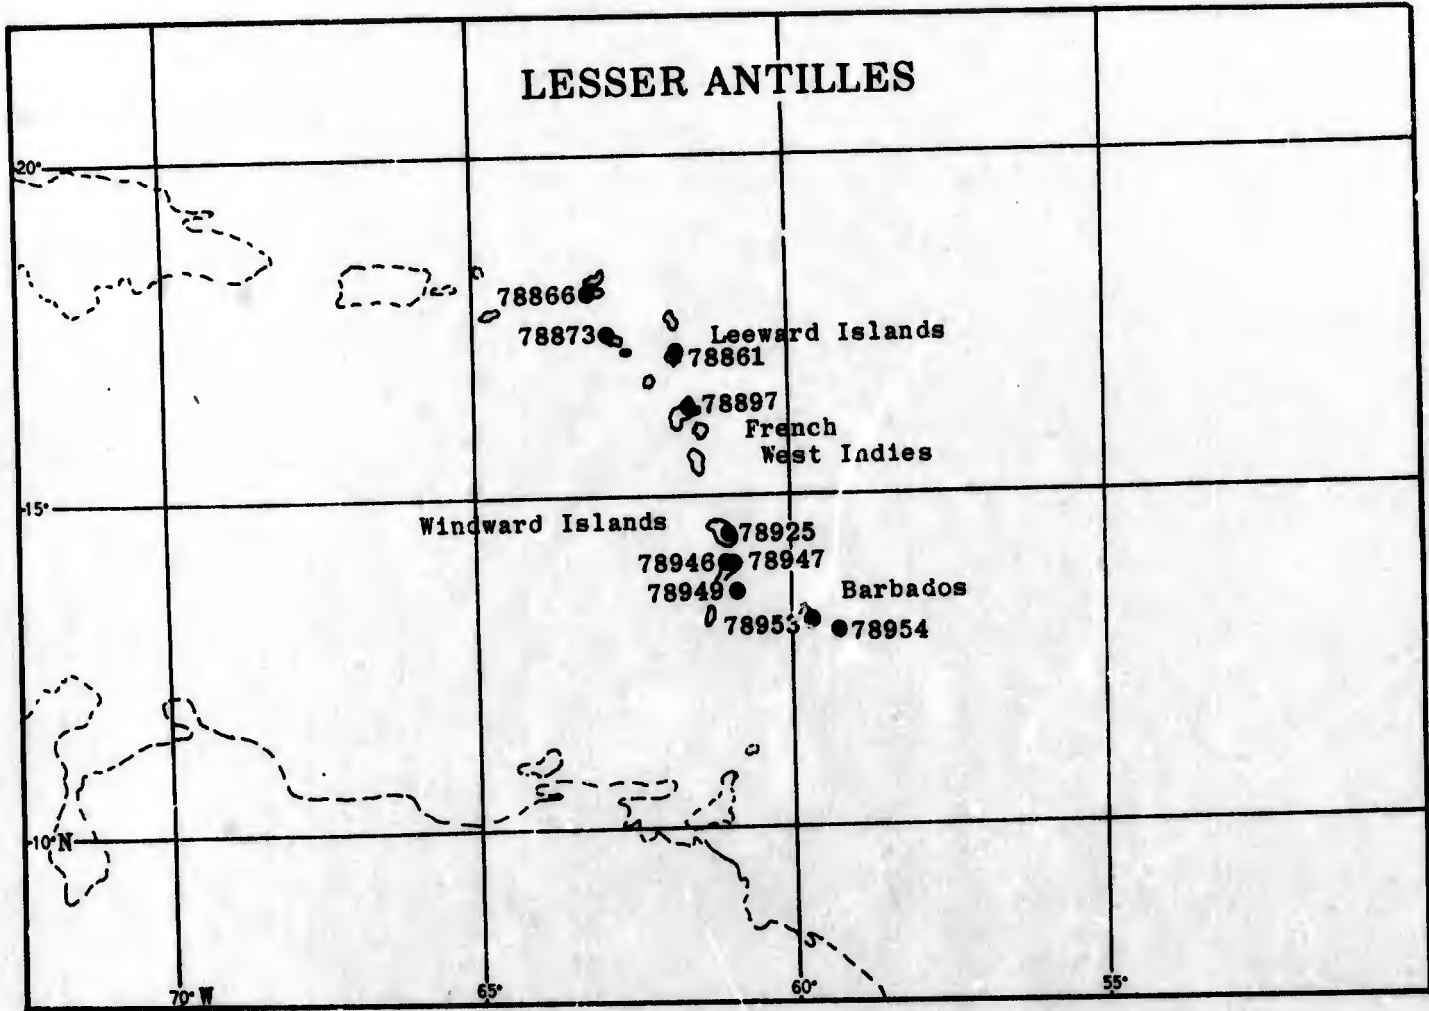 LESSER ANTILLES
20°
78866
78873
Leeward Islands
78861
78897
French
West Indies
15°
Windward Islands
78925
78946
78947
78949
Barbados
78953
78954
10°N
70°W
65°
60°
55°